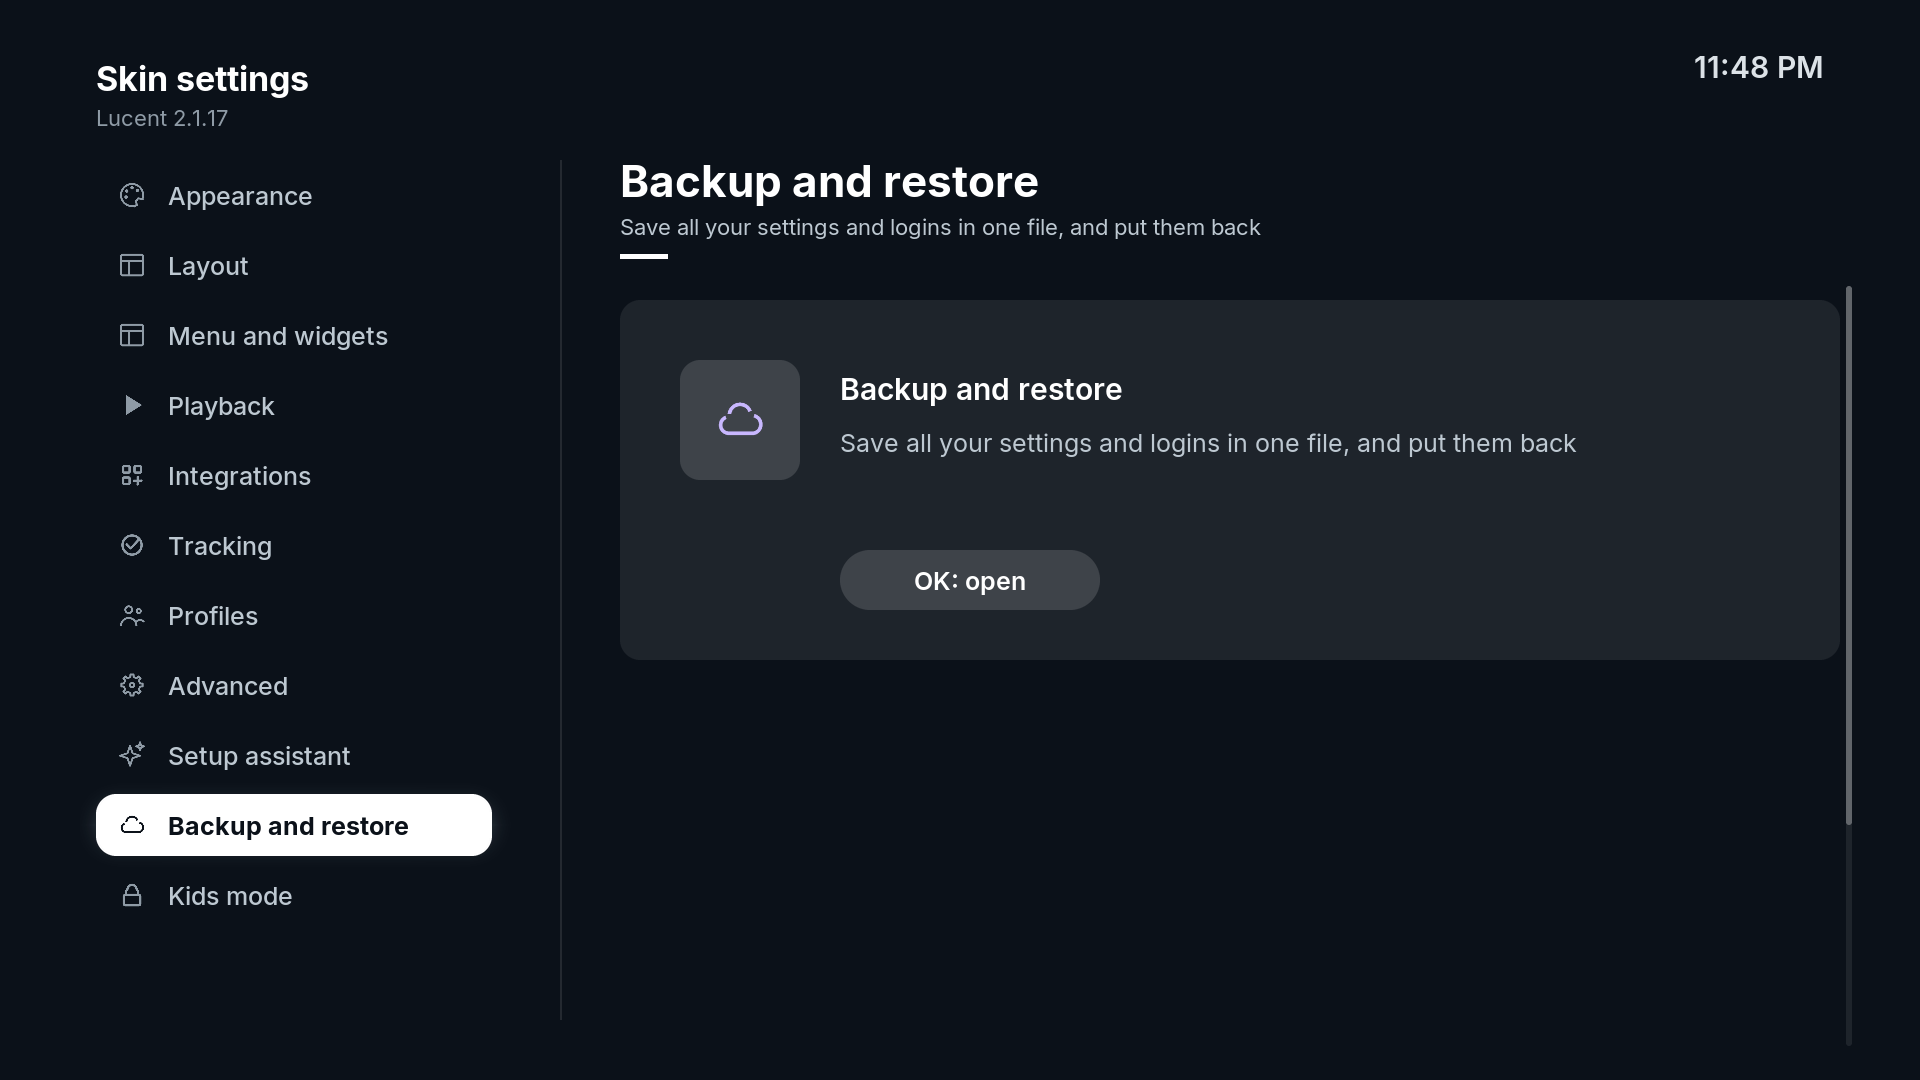 Skin settings
Lucent 2.1.17
11:48 PM
Appearance
Layout
Menu and widgets
Playback
Integrations
Tracking
Profiles
Advanced
Setup assistant
Backup and restore
Kids mode
Backup and restore
Save all your settings and logins in one file, and put them back
Backup and restore
Save all your settings and logins in one file, and put them back
OK: open